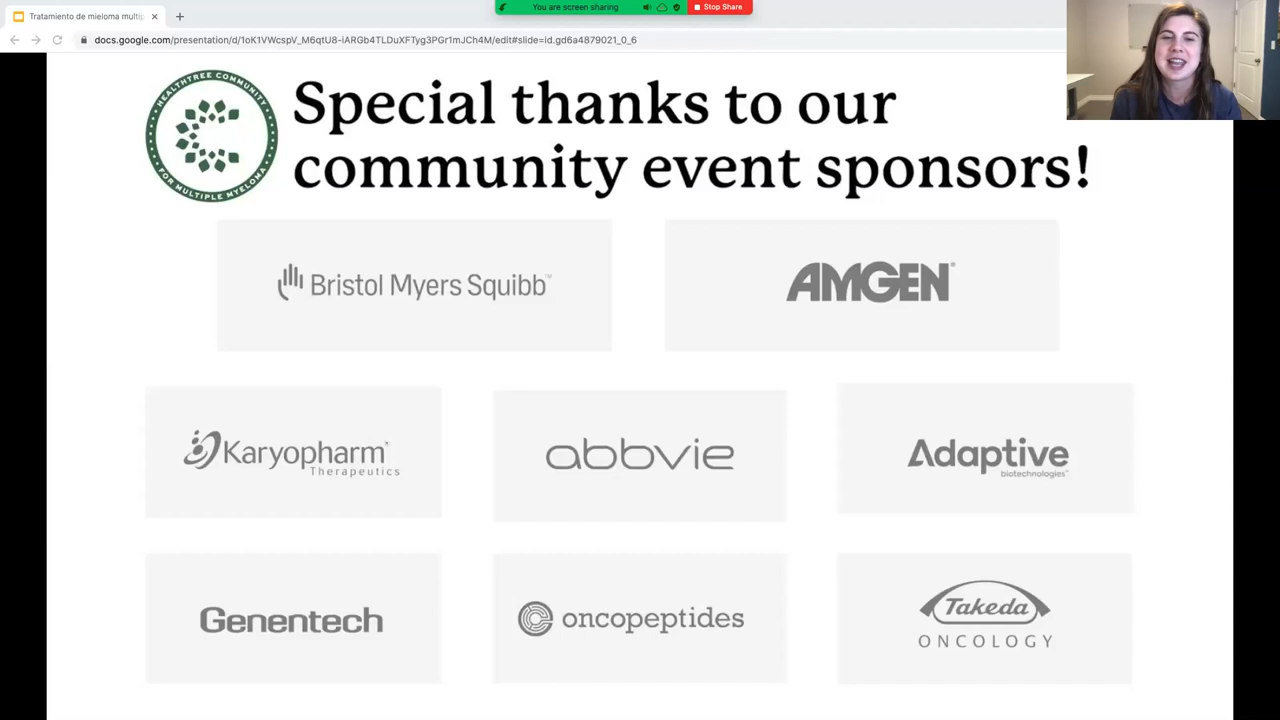 Tratamiento de mieloma multip
You are screen sharing
Stop Share
docs.google.com/presentation/d/1oK1VWcspV_M6qtU8-iARGb4TLDuXFTyg3PGr1mJCh4M/edit#slide=id.gd6a4879021_0_6
HEALTHTREE COMMUNITY
FOR MULTIPLE MYELOMA
Special thanks to our
community event sponsors!
Bristol Myers Squibb™
AMGEN®
Karyopharm
Therapeutics
abbvie
Adaptive
biotechnologies™
Genentech
oncopeptides
Takeda
ONCOLOGY